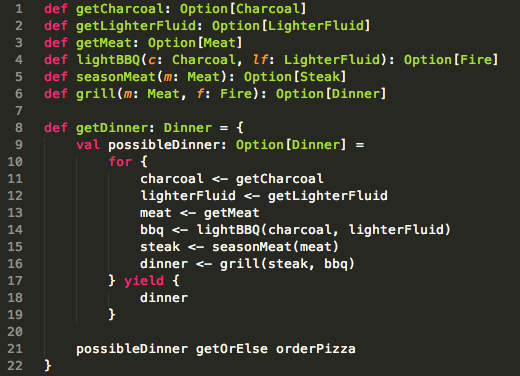 1 def getCharcoal: Option[Charcoal]
2 def getLighterFluid: Option[LighterFluid]
3 def getMeat: Option[Meat]
4 def lightBBQ(c: Charcoal, lf: LighterFluid): Option[Fire]
5 def seasonMeat(m: Meat): Option[Steak]
6 def grill(m: Meat, f: Fire): Option[Dinner]
7
8 def getDinner: Dinner = {
9     val possibleDinner: Option[Dinner] =
10         for {
11             charcoal <- getCharcoal
12             lighterFluid <- getLighterFluid
13             meat <- getMeat
14             bbq <- lightBBQ(charcoal, lighterFluid)
15             steak <- seasonMeat(meat)
16             dinner <- grill(steak, bbq)
17         } yield {
18             dinner
19         }
20
21     possibleDinner getOrElse orderPizza
22 }